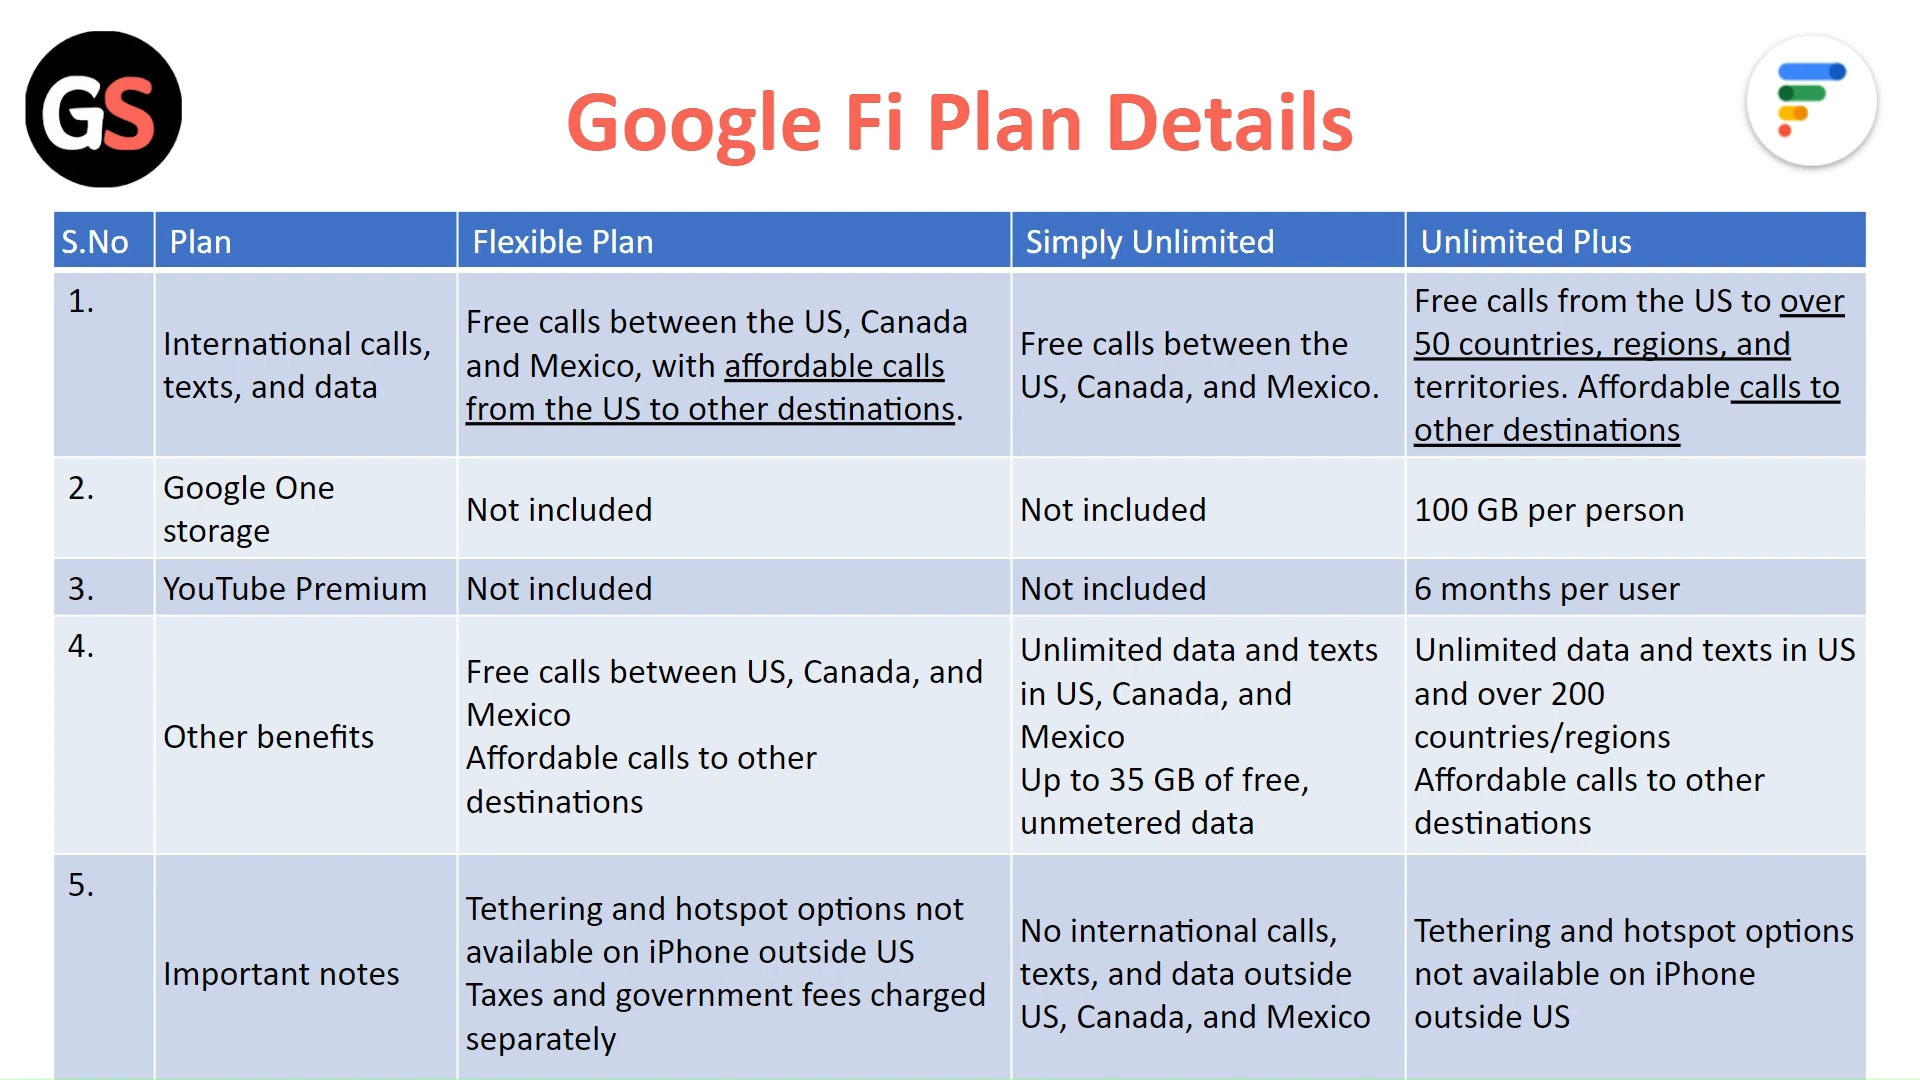 GS
Google Fi Plan Details
S.No
Plan
Flexible Plan
Simply Unlimited
Unlimited Plus
1.
International calls,
texts, and data
Free calls between the US, Canada
and Mexico, with affordable calls
from the US to other destinations.
Free calls between the
US, Canada, and Mexico.
Free calls from the US to over
50 countries, regions, and
territories. Affordable calls to
other destinations
2.
Google One
storage
Not included
Not included
100 GB per person
3.
YouTube Premium
Not included
Not included
6 months per user
4.
Other benefits
Free calls between US, Canada, and
Mexico
Affordable calls to other
destinations
Unlimited data and texts
in US, Canada, and
Mexico
Up to 35 GB of free,
unmetered data
Unlimited data and texts in US
and over 200
countries/regions
Affordable calls to other
destinations
5.
Important notes
Tethering and hotspot options not
available on iPhone outside US
Taxes and government fees charged
separately
No international calls,
texts, and data outside
US, Canada, and Mexico
Tethering and hotspot options
not available on iPhone
outside US